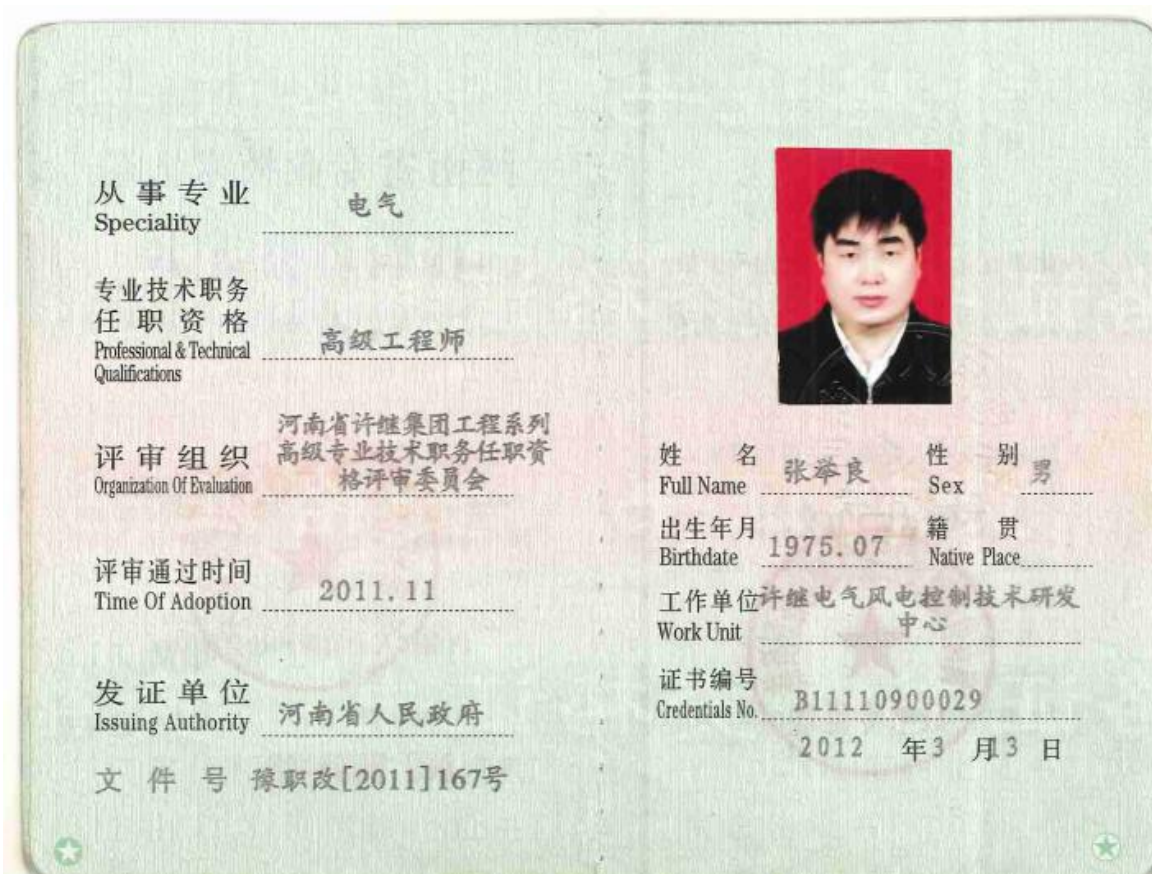 从事专业 电气
Speciality
专业技术职务
任职资格 高级工程师
Professional & Technical
Qualifications
河南省许继集团工程系列
评审组织 高级专业技术职务任职资
Organization Of Evaluation 格评审委员会
评审通过时间 2011.11
Time Of Adoption
发证单位 河南省人民政府
Issuing Authority
文件号 豫职改[2011]167号
姓名 张举良 性别 男
Full Name Sex
出生年月 1975.07 籍贯
Birthdate Native Place
工作单位 许继电气风电控制技术研发
Work Unit 中心
证书编号 B11110900029
Credentials No.
2012 年3 月13 日